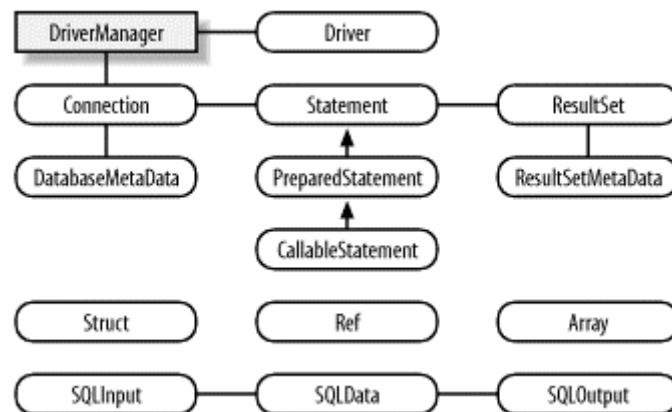 DriverManager
Driver
Connection
Statement
ResultSet
DatabaseMetaData
PreparedStatement
ResultSetMetaData
CallableStatement
Struct
Ref
Array
SQLInput
SQLData
SQLOutput